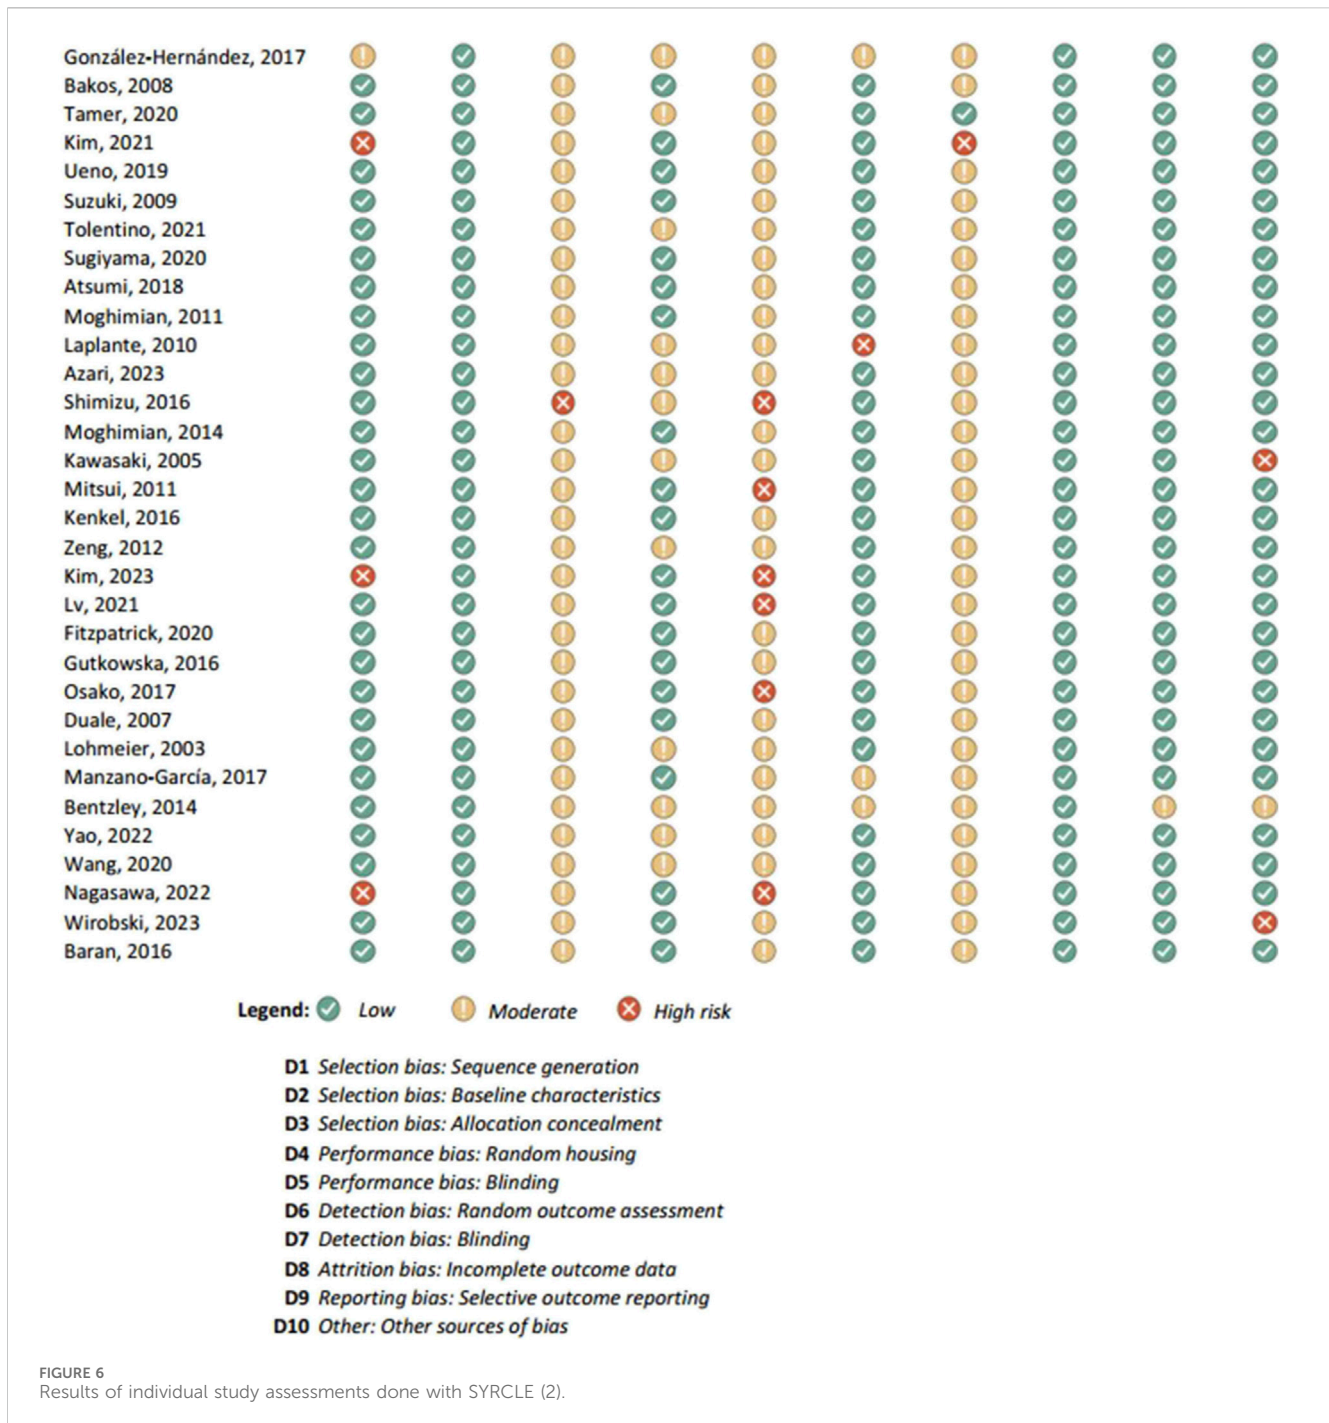 González-Hernández, 2017
Bakos, 2008
Tamer, 2020
Kim, 2021
Ueno, 2019
Suzuki, 2009
Tolentino, 2021
Sugiyama, 2020
Atsumi, 2018
Moghimian, 2011
Laplante, 2010
Azari, 2023
Shimizu, 2016
Moghimian, 2014
Kawasaki, 2005
Mitsui, 2011
Kenkel, 2016
Zeng, 2012
Kim, 2023
Lv, 2021
Fitzpatrick, 2020
Gutkowska, 2016
Osako, 2017
Duale, 2007
Lohmeier, 2003
Manzano-García, 2017
Bentzley, 2014
Yao, 2022
Wang, 2020
Nagasawa, 2022
Wirobski, 2023
Baran, 2016
Legend: Low Moderate High risk
D1 Selection bias: Sequence generation
D2 Selection bias: Baseline characteristics
D3 Selection bias: Allocation concealment
D4 Performance bias: Random housing
D5 Performance bias: Blinding
D6 Detection bias: Random outcome assessment
D7 Detection bias: Blinding
D8 Attrition bias: Incomplete outcome data
D9 Reporting bias: Selective outcome reporting
D10 Other: Other sources of bias
FIGURE 6
Results of individual study assessments done with SYRCLE (2).